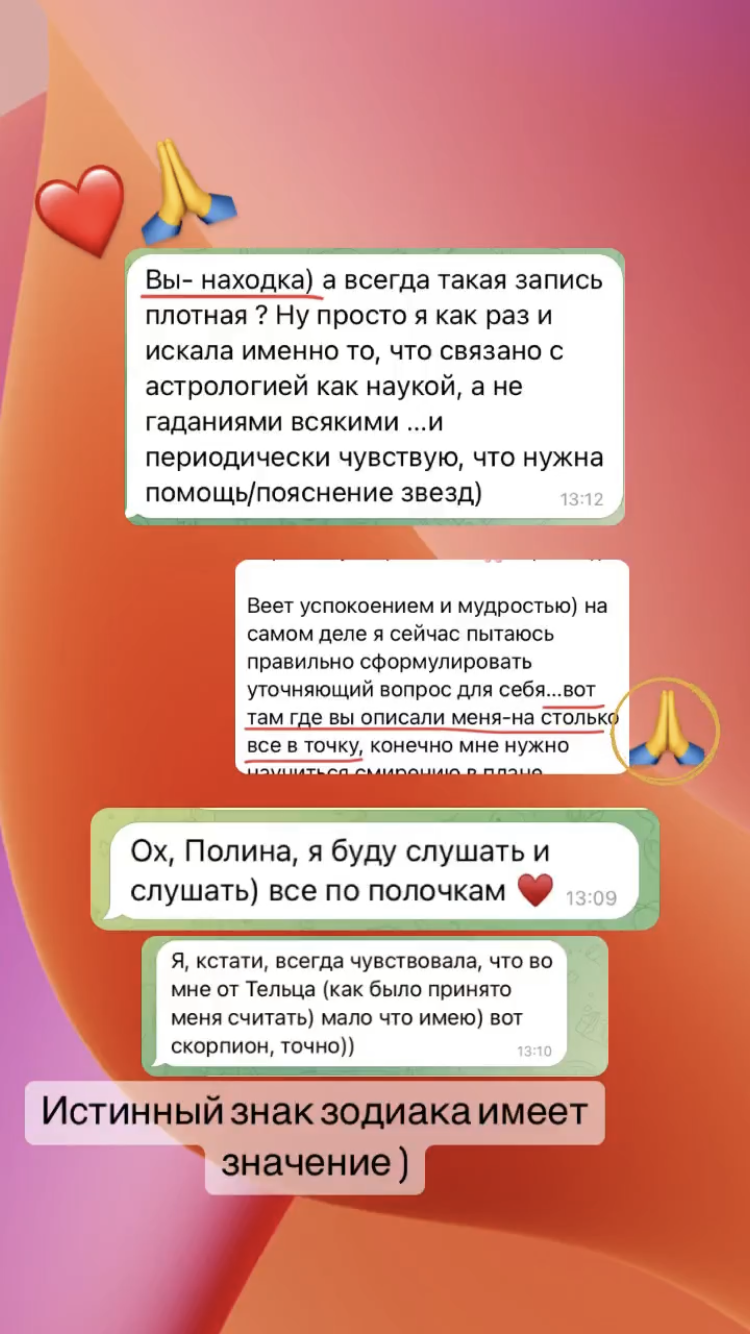 Вы- находка) а всегда такая запись
плотная ? Ну просто я как раз и
искала именно то, что связано с
астрологией как наукой, а не
гаданиями всякими ...и
периодически чувствую, что нужна
помощь/пояснение звезд)
13:12
Веет успокоением и мудростью) на
самом деле я сейчас пытаюсь
правильно сформулировать
уточняющий вопрос для себя...вот
там где вы описали меня-на столько
все в точку, конечно мне нужно
научиться смирению в плане
Ох, Полина, я буду слушать и
слушать) все по полочкам ♥️
13:09
Я, кстати, всегда чувствовала, что во
мне от Тельца (как было принято
меня считать) мало что имею) вот
скорпион, точно))
13:10
Истинный знак зодиака имеет
значение )